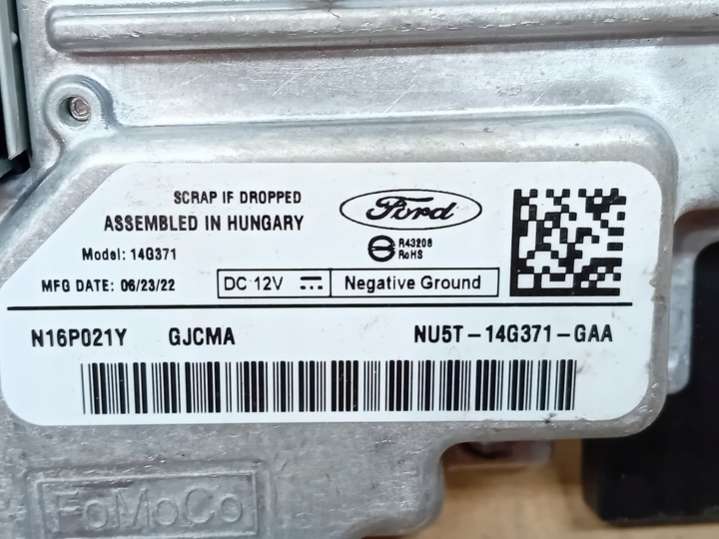 SCRAP IF DROPPED
ASSEMBLED IN HUNGARY
Ford
Model: 14G371
R43208
RoHS
MFG DATE: 06/23/22
DC 12V
Negative Ground
N16P021Y GJCMA NU5T-14G371-GAA
FoMoCo